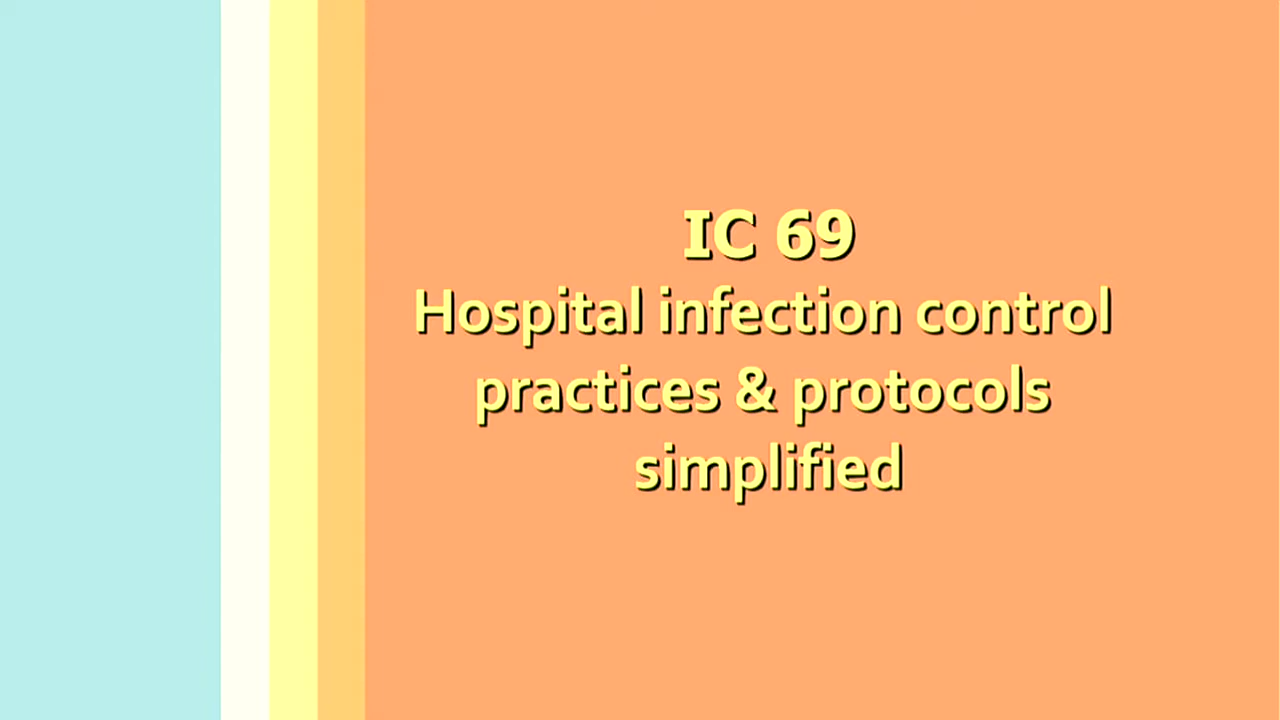 IC 69
Hospital infection control
practices & protocols
simplified